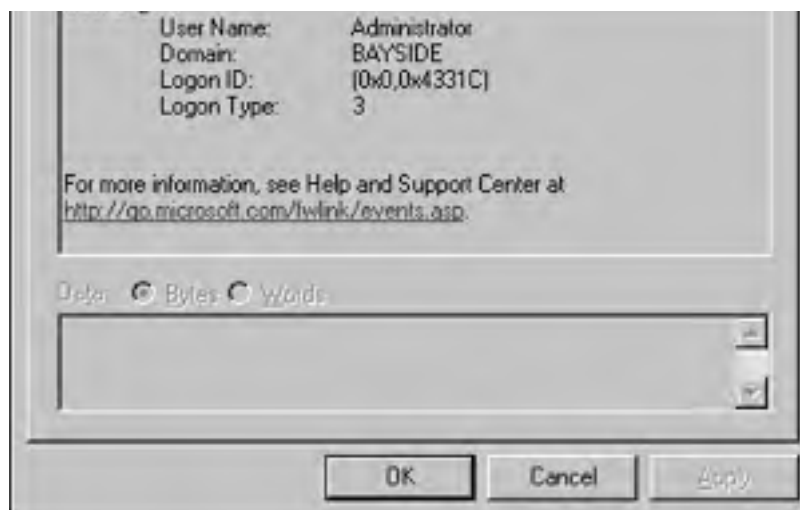 User Name: Administrator
Domain: BAYSIDE
Logon ID: (0x0,0x4331C)
Logon Type: 3
For more information, see Help and Support Center at
http://go.microsoft.com/fwlink/events.asp.
Data: Bytes Words
OK Cancel Apply